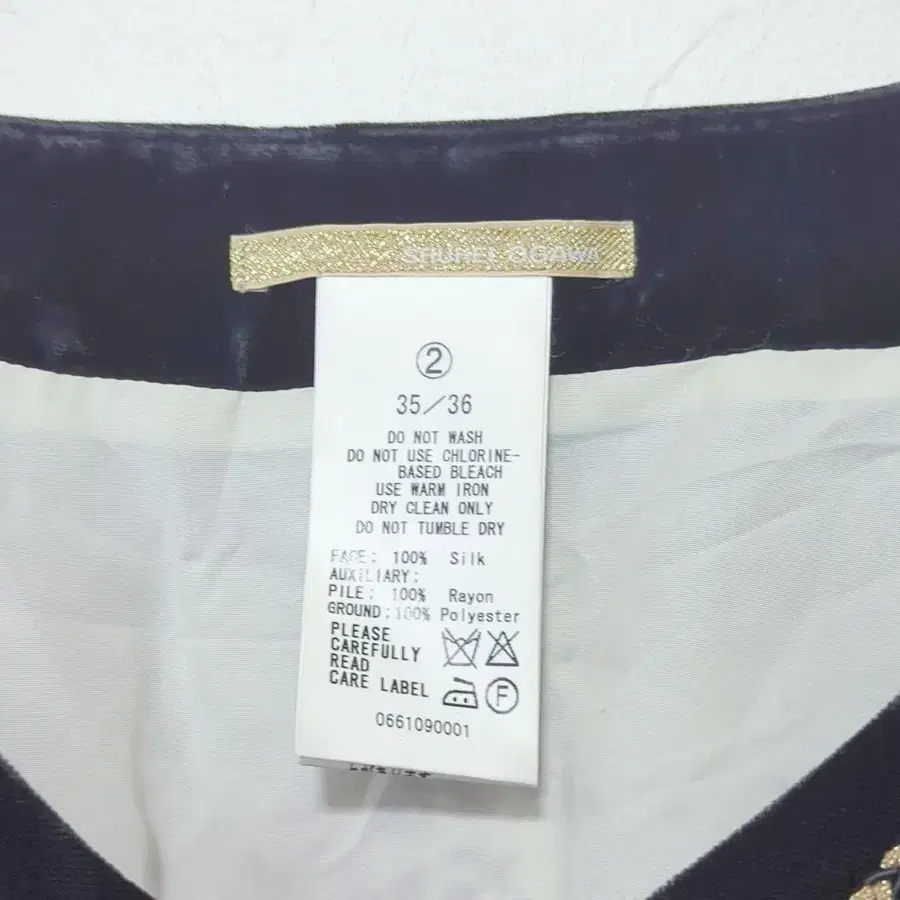 SHUHEI OGAWA
②
35/36
DO NOT WASH
DO NOT USE CHLORINE-
BASED BLEACH
USE WARM IRON
DRY CLEAN ONLY
DO NOT TUMBLE DRY
FACE: 100% Silk
AUXILIARY:
PILE: 100% Rayon
GROUND:100% Polyester
PLEASE
CAREFULLY
READ
CARE LABEL
F
0661090001